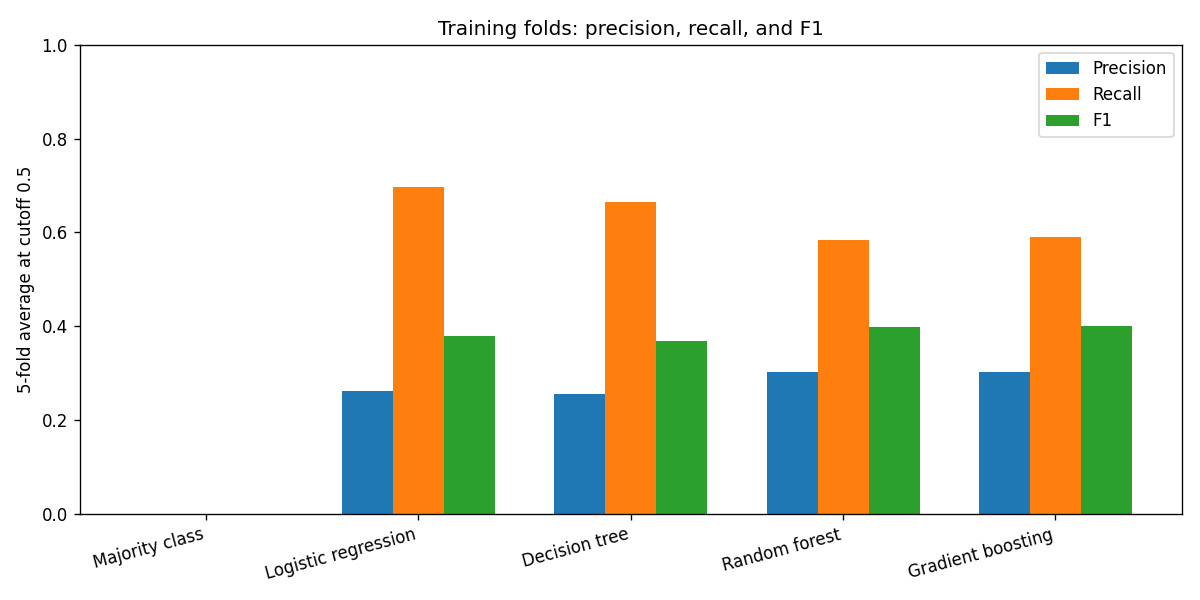 Training folds: precision, recall, and F1
Precision
Recall
F1
5-fold average at cutoff 0.5
1.0
0.8
0.6
0.4
0.2
0.0
Majority class
Logistic regression
Decision tree
Random forest
Gradient boosting